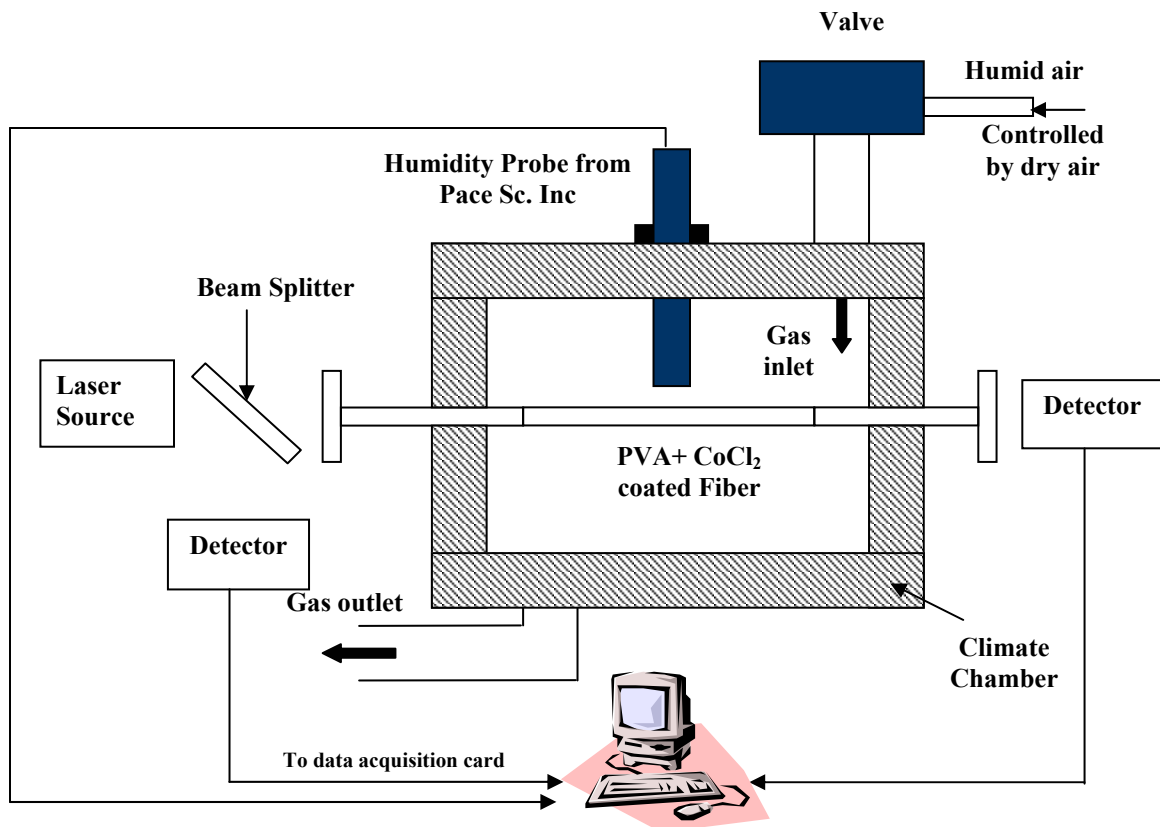 Valve
Humid air
Controlled
by dry air
Humidity Probe from
Pace Sc. Inc
Beam Splitter
Gas
inlet
Laser
Source
Detector
PVA+ CoCl₂
coated Fiber
Detector
Gas outlet
Climate
Chamber
To data acquisition card